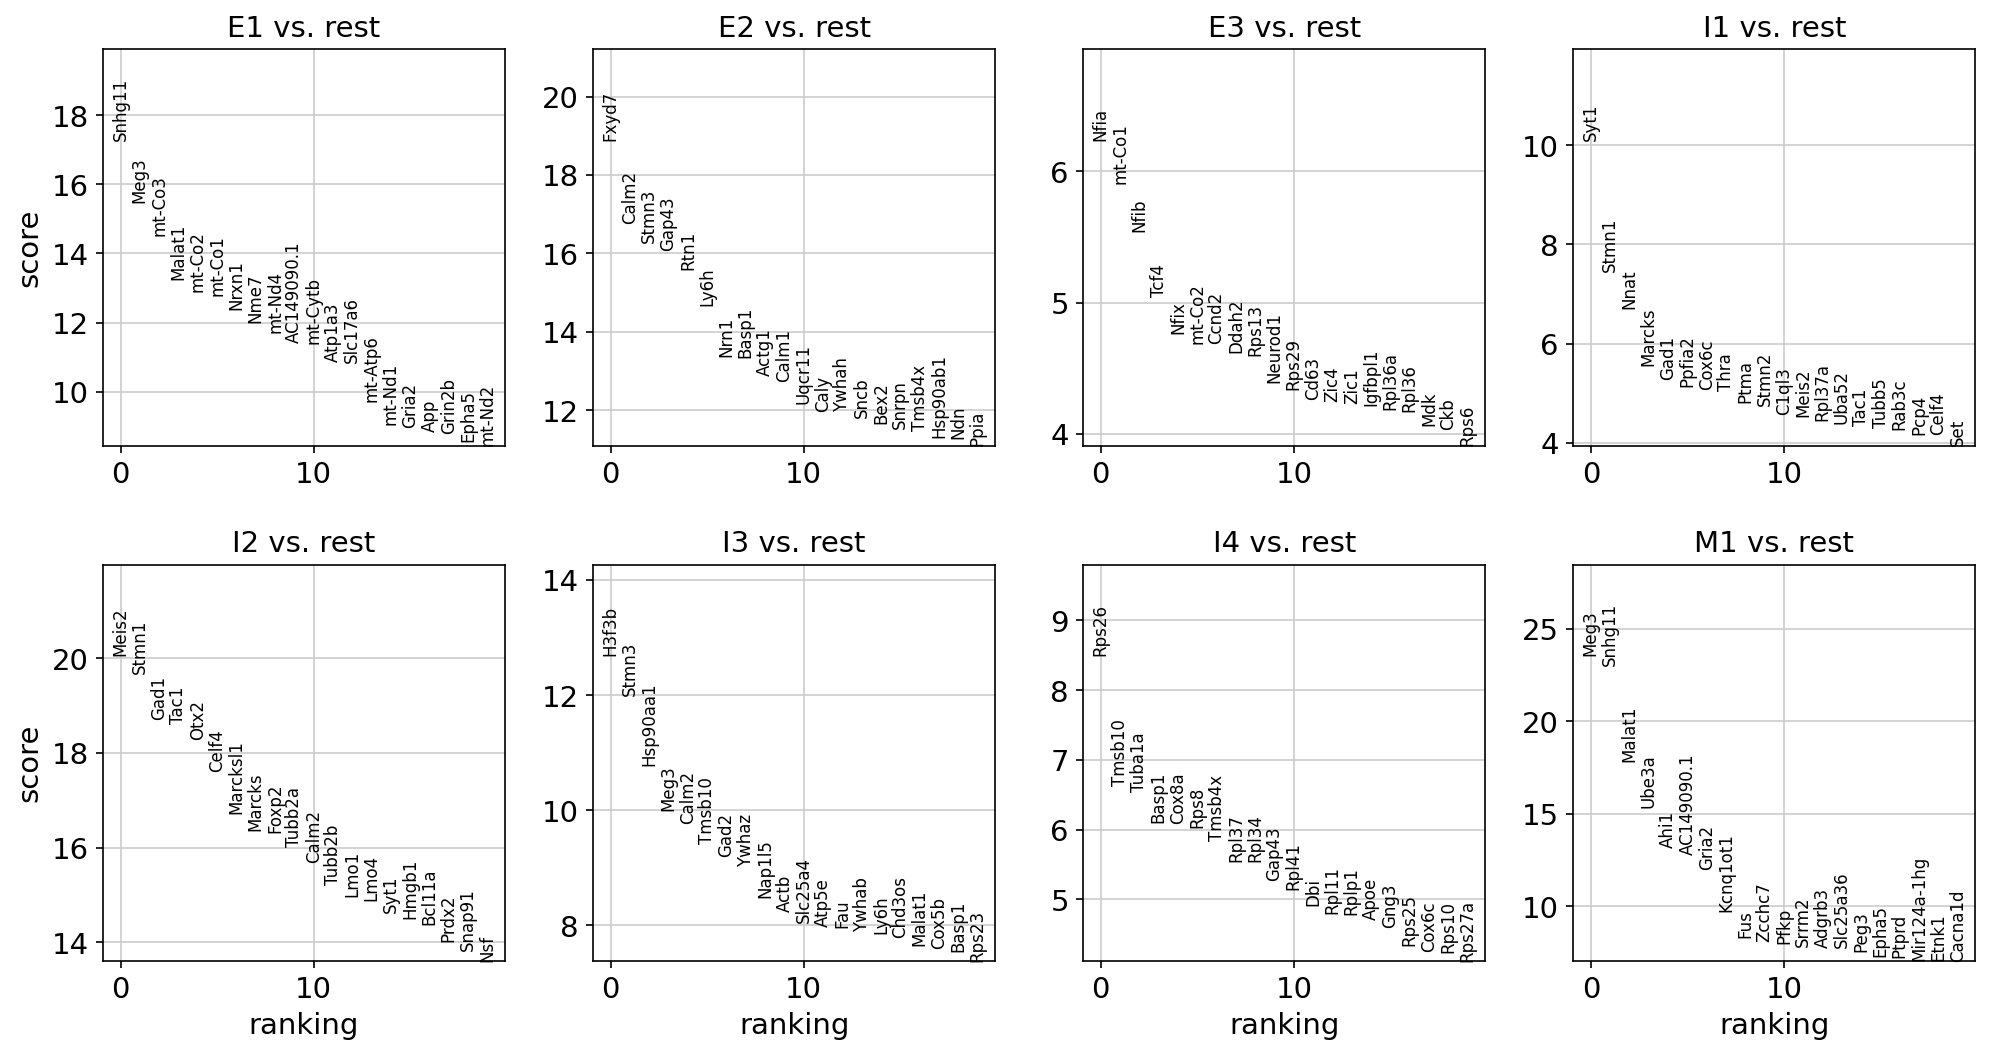 E1 vs. rest
score
18
16
14
12
10
0
10
Snhg11
Meg3
mt-Co3
Malat1
mt-Co2
mt-Co1
Nrxn1
Nme7
mt-Nd4
AC149090.1
mt-Cytb
Atp1a3
Slc17a6
mt-Atp6
mt-Nd1
Gria2
App
Grin2b
Epha5
mt-Nd2
E2 vs. rest
20
18
16
14
12
0
10
Fxyd7
Calm2
Stmn3
Gap43
Rtn1
Ly6h
Nrn1
Basp1
Actg1
Calm1
Uqcr11
Caly
Ywhah
Sncb
Bex2
Snrpn
Tmsb4x
Hsp90ab1
Ndn
Ppia
E3 vs. rest
6
5
4
0
10
Nfia
mt-Co1
Nfib
Tcf4
Nfix
mt-Co2
Ccnd2
Ddah2
Rps13
Neurod1
Rps29
Cd63
Zic4
Zic1
Igfbpl1
Rpl36a
Rpl36
Mdk
Ckb
Rps6
I1 vs. rest
10
8
6
4
0
10
Syt1
Stmn1
Nnat
Marcks
Gad1
Ppfia2
Cox6c
Thra
Ptma
Stmn2
C1ql3
Meis2
Rpl37a
Uba52
Tac1
Tubb5
Rab3c
Pcp4
Celf4
Set
I2 vs. rest
score
20
18
16
14
0
10
ranking
Meis2
Stmn1
Gad1
Tac1
Otx2
Celf4
Marcksl1
Marcks
Foxp2
Tubb2a
Calm2
Tubb2b
Lmo1
Lmo4
Syt1
Hmgb1
Bcl11a
Prdx2
Snap91
Nsf
I3 vs. rest
14
12
10
8
0
10
ranking
H3f3b
Stmn3
Hsp90aa1
Meg3
Calm2
Tmsb10
Gad2
Ywhaz
Nap1l5
Actb
Slc25a4
Atp5e
Fau
Ywhab
Ly6h
Chd3os
Malat1
Cox5b
Basp1
Rps23
I4 vs. rest
9
8
7
6
5
0
10
ranking
Rps26
Tmsb10
Tuba1a
Basp1
Cox8a
Rps8
Tmsb4x
Rpl37
Rpl34
Gap43
Rpl41
Dbi
Rpl11
Rplp1
Apoe
Gng3
Rps25
Cox6c
Rps10
Rps27a
M1 vs. rest
25
20
15
10
0
10
ranking
Meg3
Snhg11
Malat1
Ube3a
Ahi1
AC149090.1
Gria2
Kcnq1ot1
Fus
Zcchc7
Pfkp
Srrm2
Adgrb3
Slc25a36
Peg3
Epha5
Ptprd
Mir124a-1hg
Etnk1
Cacna1d